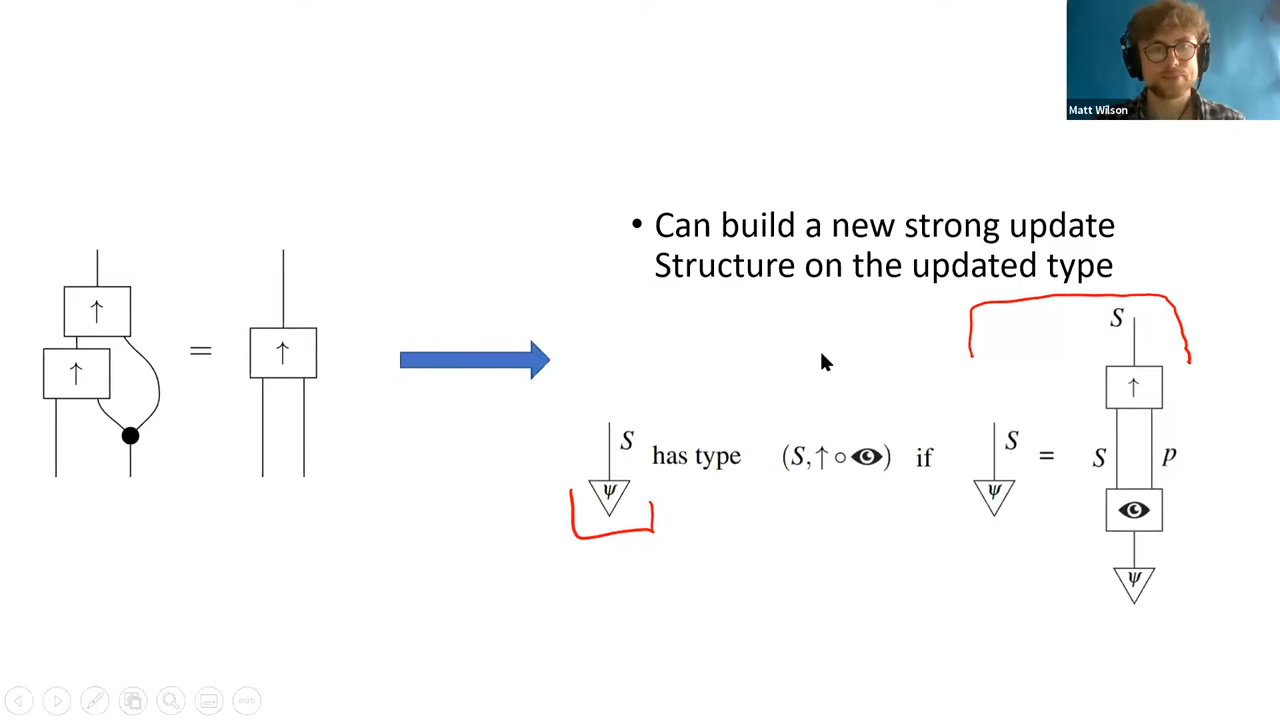 Matt Wilson
• Can build a new strong update
Structure on the updated type
↑
↑
=
↑
S
ψ
has type (S,↑∘👁) if
S
ψ
=
S
↑
S
p
👁
ψ